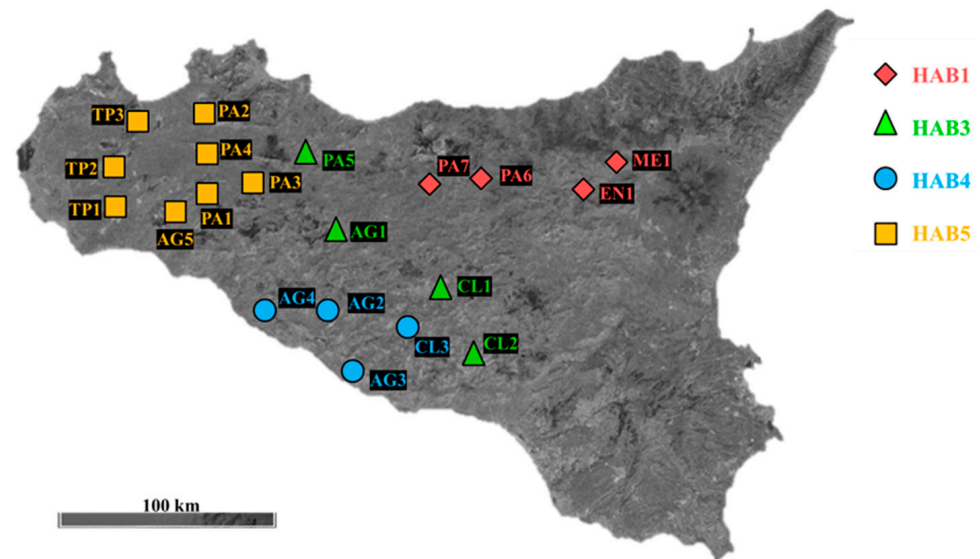 HAB1
HAB3
HAB4
HAB5
PA2
TP3
PA4
PA5
ME1
TP2
PA7
PA6
PA3
EN1
TP1
PA1
AG5
AG1
CL1
AG4
AG2
CL3
CL2
AG3
100 km